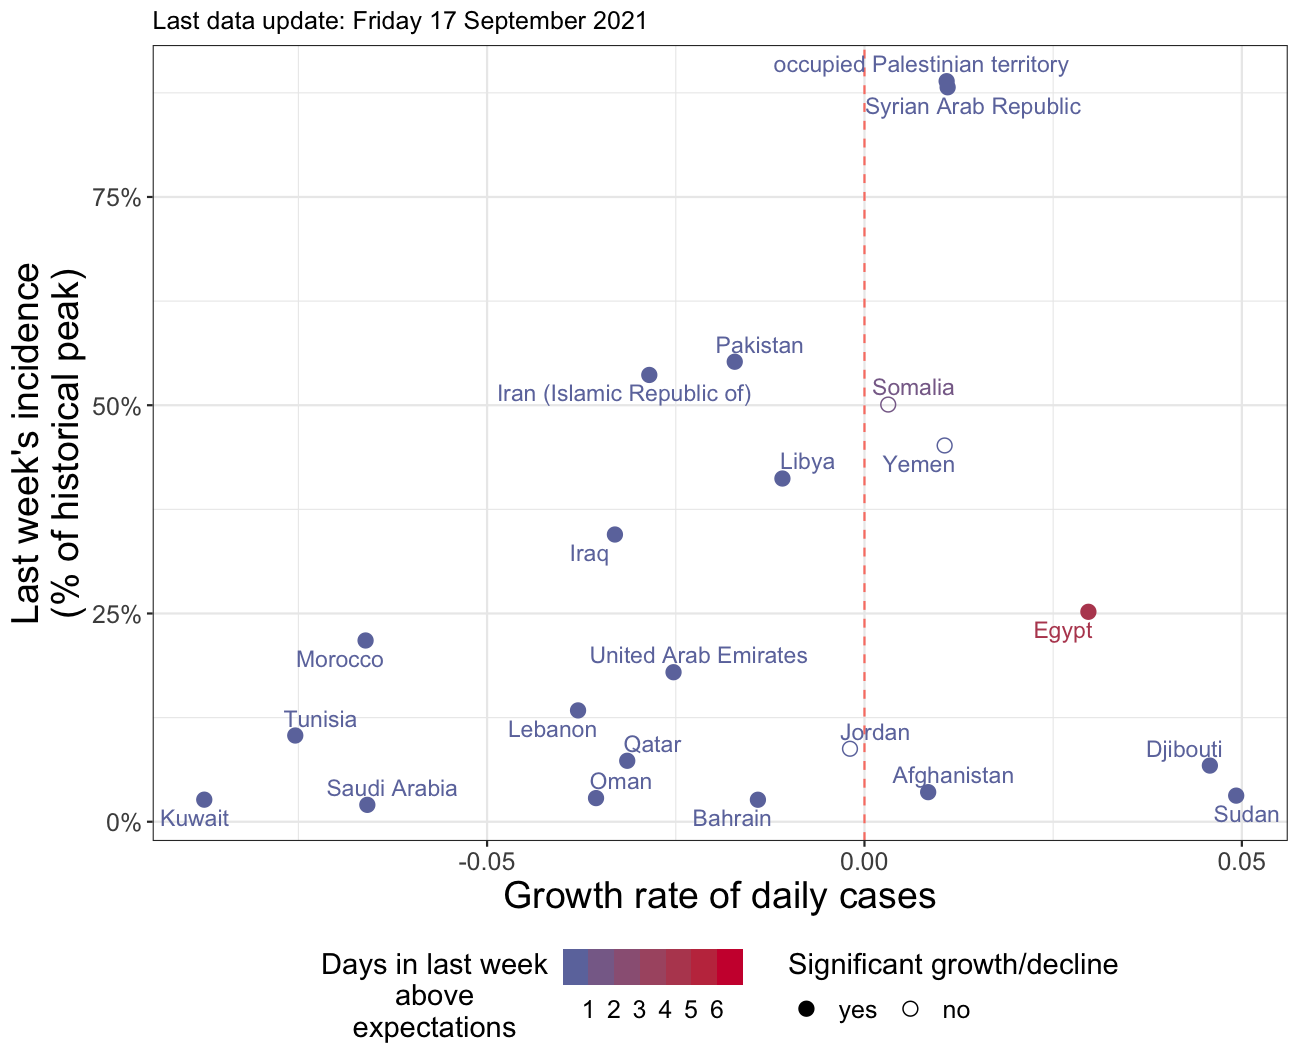 Last data update: Friday 17 September 2021
occupied Palestinian territory
Syrian Arab Republic
75%
Pakistan
Iran (Islamic Republic of)
Somalia
50%
Yemen
Libya
Iraq
Last week's incidence
(% of historical peak)
25%
Egypt
Morocco
United Arab Emirates
Tunisia
Lebanon
Jordan
Qatar
Djibouti
Afghanistan
Oman
Saudi Arabia
Sudan
Kuwait
Bahrain
0%
-0.05 0.00 0.05
Growth rate of daily cases
Days in last week
above
expectations
1 2 3 4 5 6
Significant growth/decline
yes no